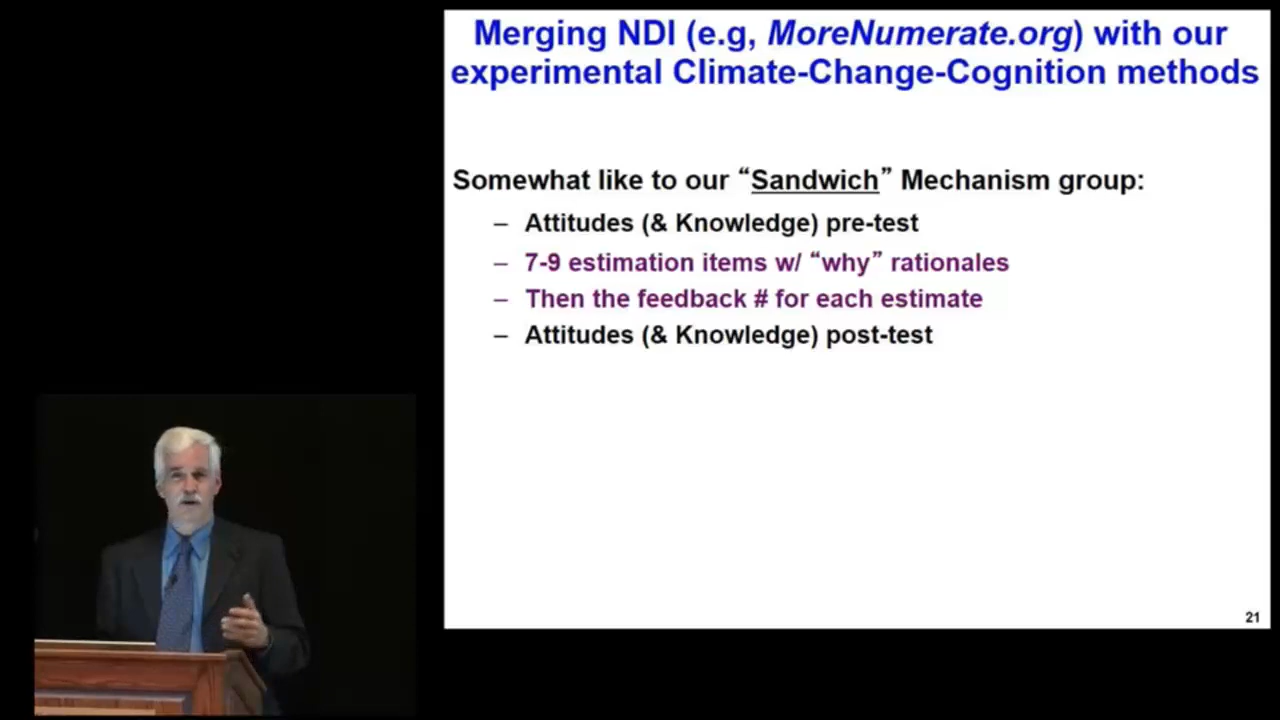 Merging NDI (e.g, MoreNumerate.org) with our
experimental Climate-Change-Cognition methods
Somewhat like to our “Sandwich” Mechanism group:
– Attitudes (& Knowledge) pre-test
– 7-9 estimation items w/ “why” rationales
– Then the feedback # for each estimate
– Attitudes (& Knowledge) post-test
21